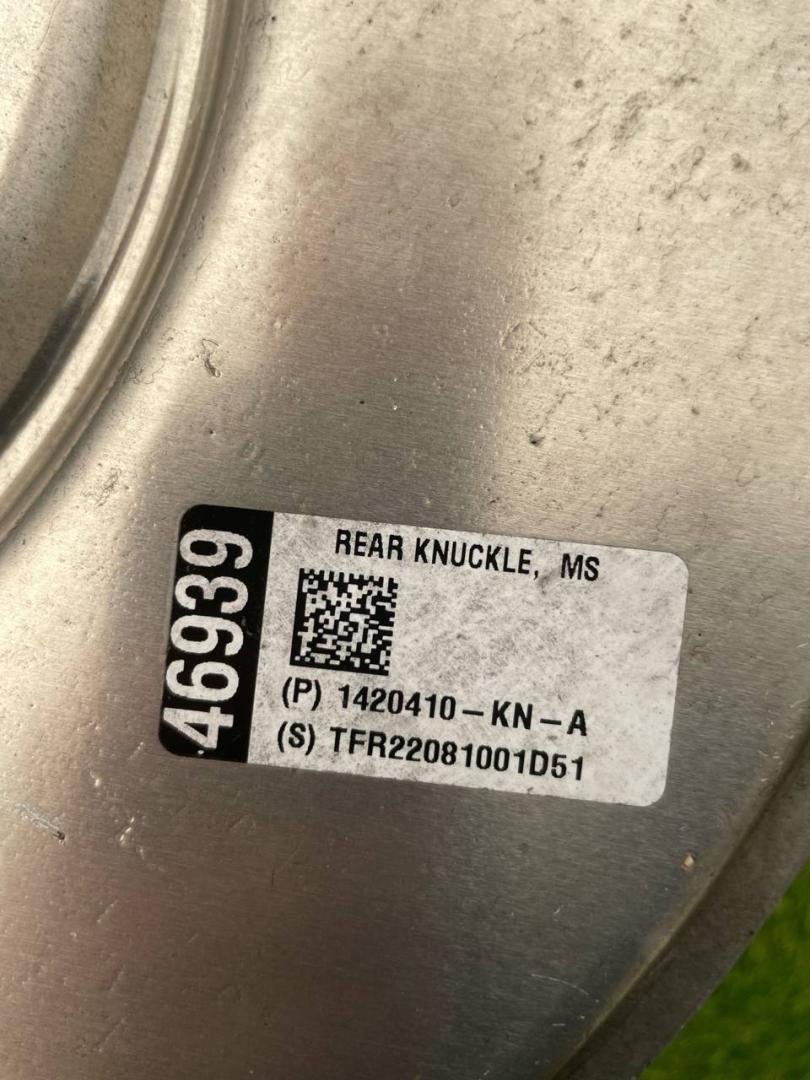 46939
REAR KNUCKLE, MS
(P) 1420410-KN-A
(S) TFR22081001D51